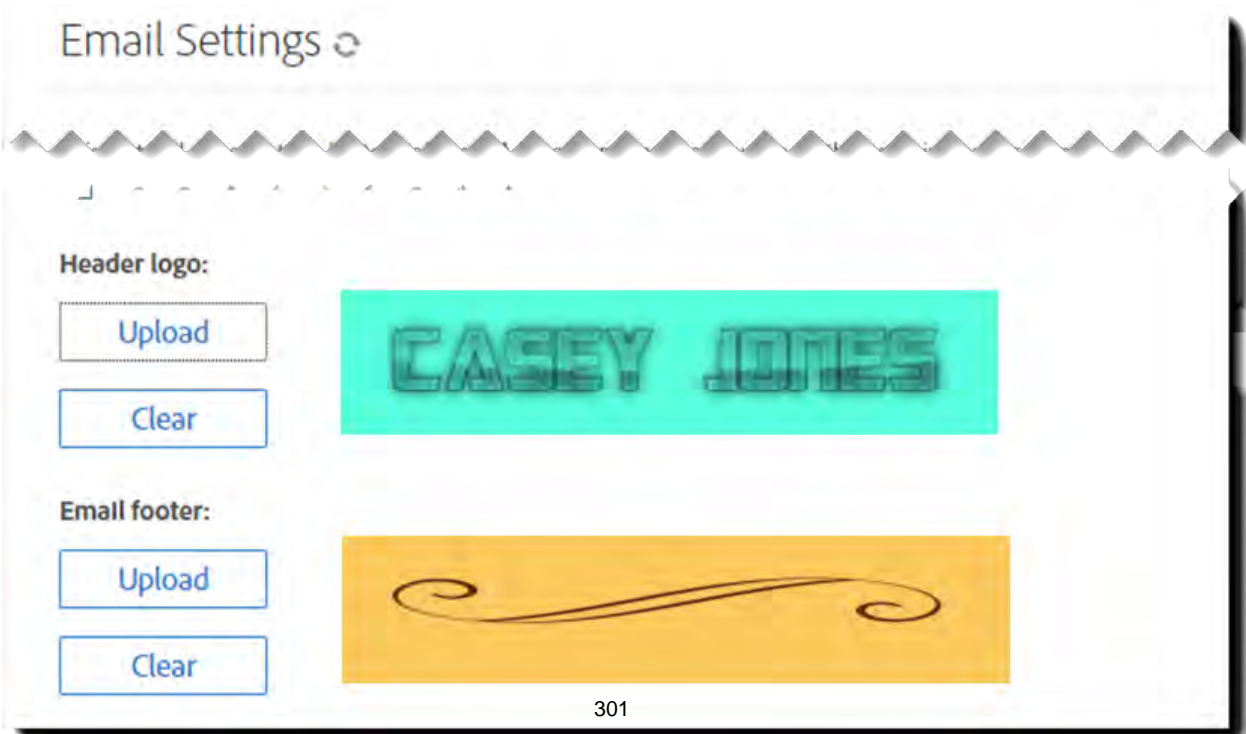 Email Settings
Header logo:
Upload
CASEY JONES
Clear
Email footer:
Upload
Clear
301